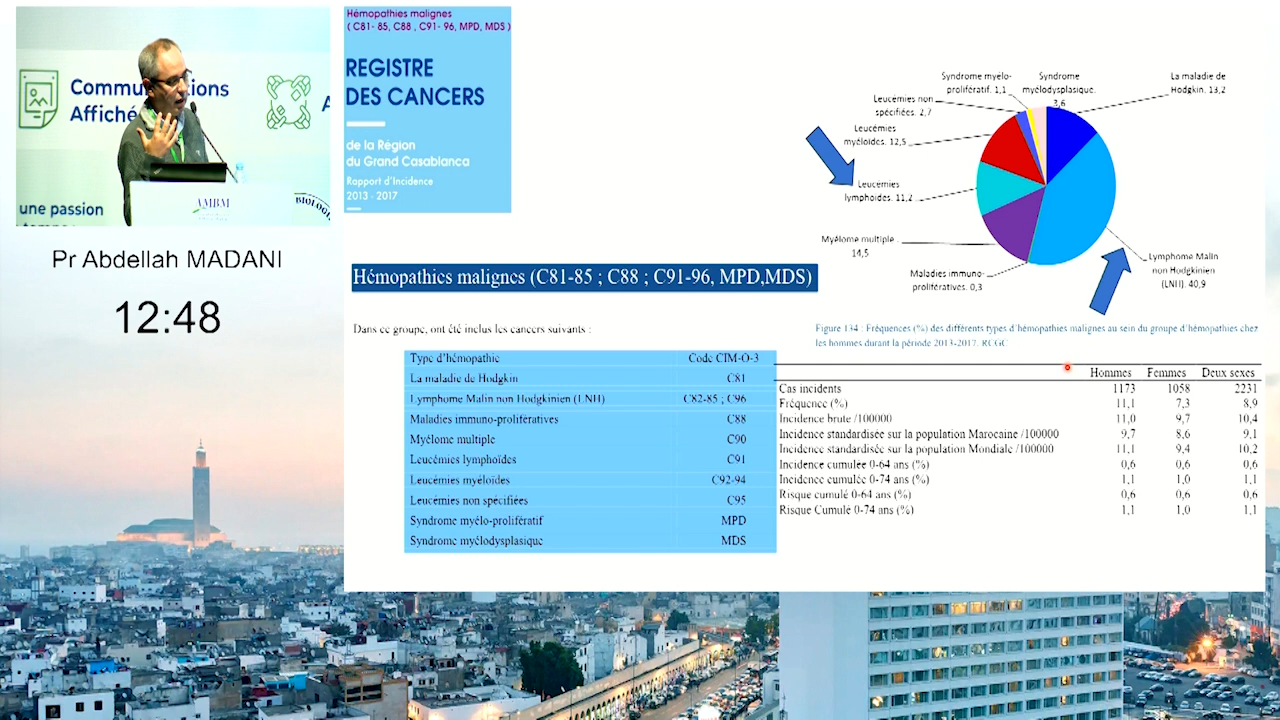 Communications
Affiché
A
une passion
AMBM
BIOLOGI
Pr Abdellah MADANI
12:48
Hémopathies malignes
( C81- 85, C88 , C91- 96, MPD, MDS )
REGISTRE
DES CANCERS
de la Région
du Grand Casablanca
Rapport d'Incidence
2013 - 2017
Syndrome myélo-
prolifératif. 1,1
Syndrome
myélodysplasique.
3,6
La maladie de
Hodgkin. 13,2
Leucémies non
spécifiées. 2,7
Leucémies
myéloïdes. 12,5
Leucémies
lymphoïdes. 11,2
Myélome multiple .
14,5
Maladies immuno-
prolifératives. 0,3
Lymphome Malin
non Hodgkinien
(LNH). 40,9
Figure 134 : Fréquences (%) des différents types d'hémopathies malignes au sein du groupe d'hémopathies chez
les hommes durant la période 2013-2017. RCGC
Hémopathies malignes (C81-85 ; C88 ; C91-96, MPD,MDS)
Dans ce groupe, ont été inclus les cancers suivants :
Type d'hémopathie Code CIM-O-3
La maladie de Hodgkin C81
Lymphome Malin non Hodgkinien (LNH) C82-85 ; C96
Maladies immuno-prolifératives C88
Myélome multiple C90
Leucémies lymphoïdes C91
Leucémies myéloïdes C92-94
Leucémies non spécifiées C95
Syndrome myélo-prolifératif MPD
Syndrome myélodysplasique MDS
Hommes Femmes Deux sexes
Cas incidents 1173 1058 2231
Fréquence (%) 11,1 7,3 8,9
Incidence brute /100000 11,0 9,7 10,4
Incidence standardisée sur la population Marocaine /100000 9,7 8,6 9,1
Incidence standardisée sur la population Mondiale /100000 11,1 9,4 10,2
Incidence cumulée 0-64 ans (%) 0,6 0,6 0,6
Incidence cumulée 0-74 ans (%) 1,1 1,0 1,1
Risque cumulé 0-64 ans (%) 0,6 0,6 0,6
Risque Cumulé 0-74 ans (%) 1,1 1,0 1,1